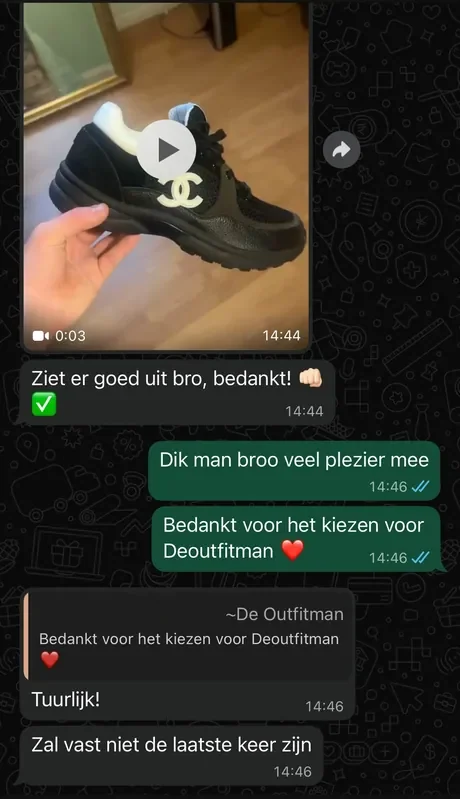 0:03
14:44
Ziet er goed uit bro, bedankt! 👊🏻
✅
14:44
Dik man broo veel plezier mee
14:46
Bedankt voor het kiezen voor
Deoutfitman ❤️
14:46
~De Outfitman
Bedankt voor het kiezen voor Deoutfitman
❤️
Tuurlijk!
14:46
Zal vast niet de laatste keer zijn
14:46